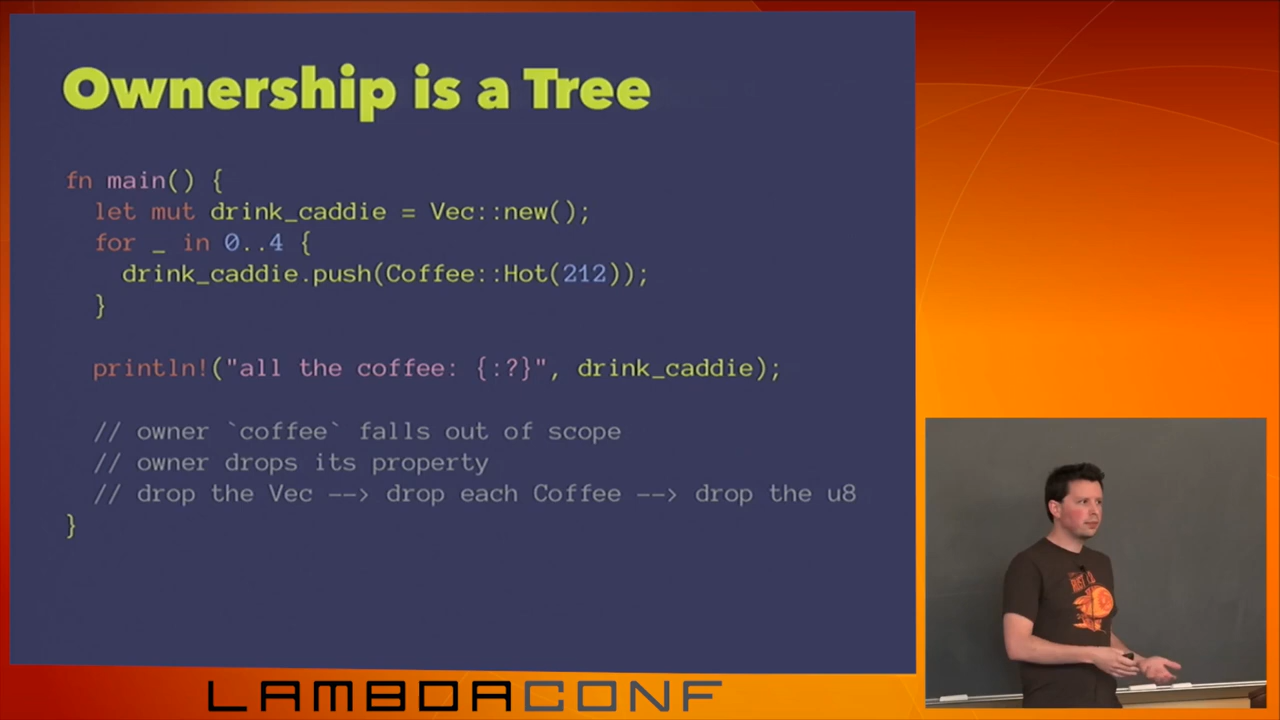 Ownership is a Tree
fn main() {
let mut drink_caddie = Vec::new();
for _ in 0..4 {
drink_caddie.push(Coffee::Hot(212));
}
println!("all the coffee: {:?}", drink_caddie);
// owner `coffee` falls out of scope
// owner drops its property
// drop the Vec --> drop each Coffee --> drop the u8
}
LAMBDACONF